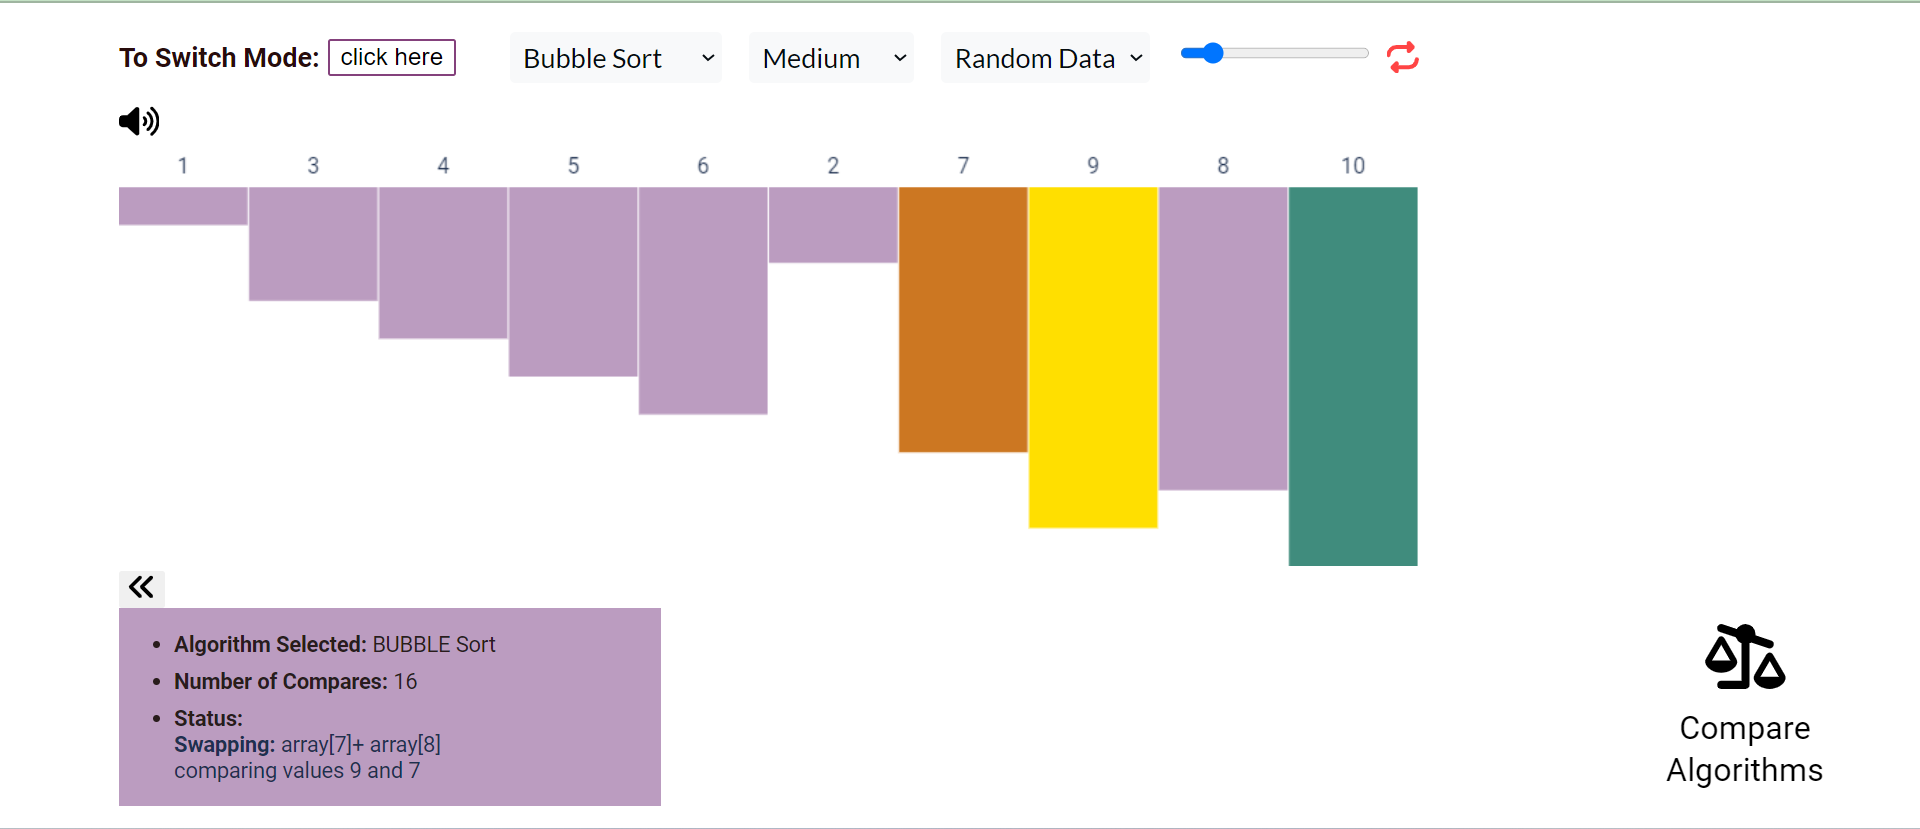 To Switch Mode: click here Bubble Sort Medium Random Data
1 3 4 5 6 2 7 9 8 10
Algorithm Selected: BUBBLE Sort
Number of Compares: 16
Status:
Swapping: array[7]+ array[8]
comparing values 9 and 7
Compare
Algorithms